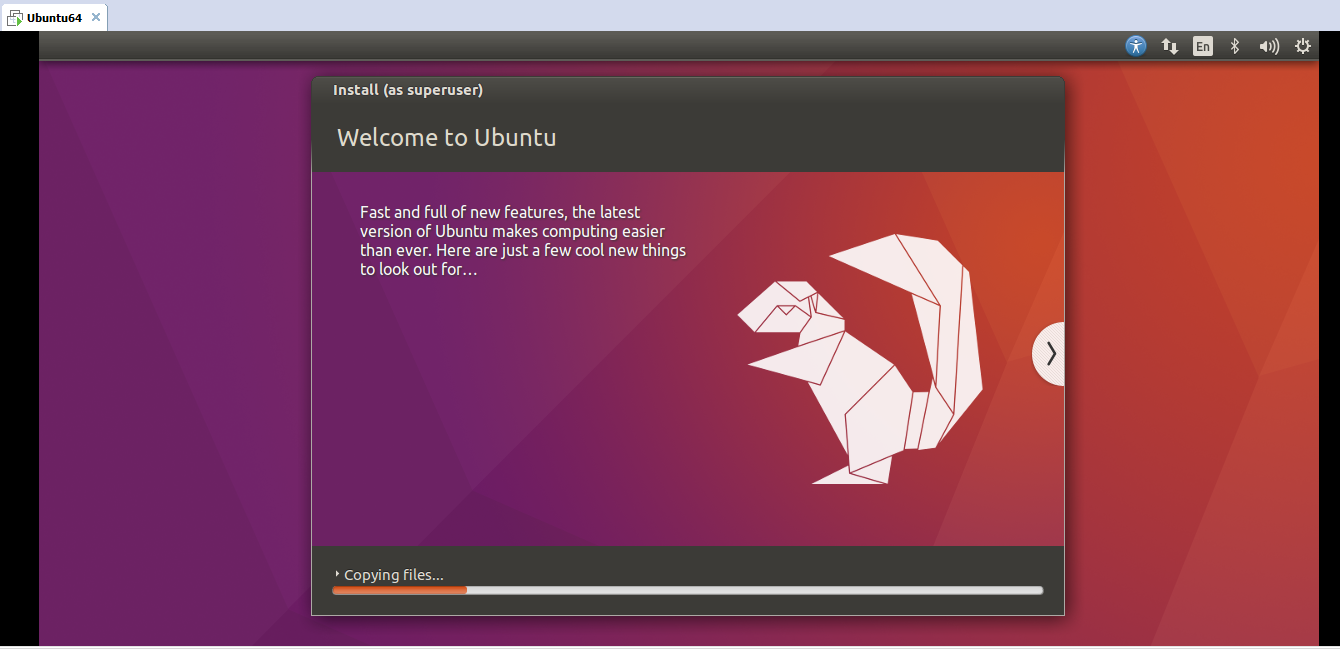 Ubuntu64
En
Install (as superuser)
Welcome to Ubuntu
Fast and full of new features, the latest
version of Ubuntu makes computing easier
than ever. Here are just a few cool new things
to look out for…
Copying files...